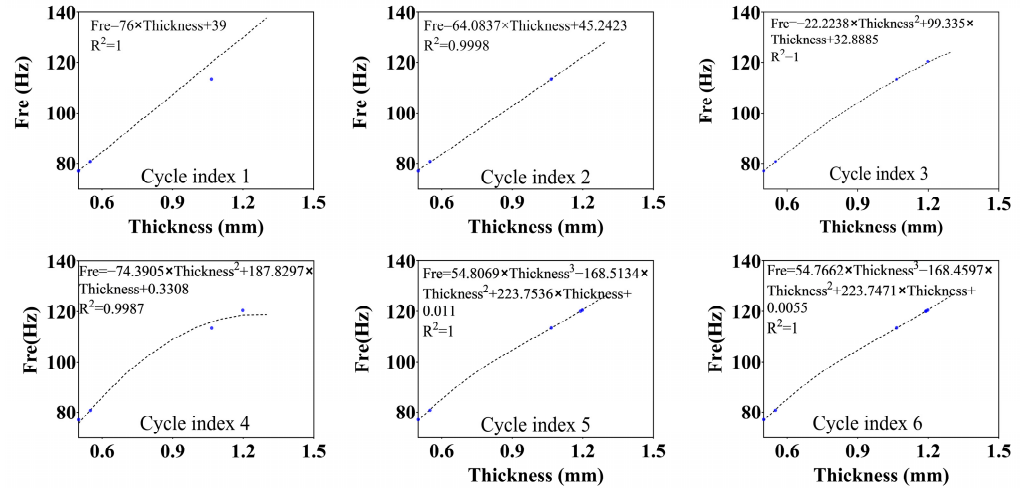 140
120
100
80
Fre (Hz)
Fre=76×Thickness+39
R²=1
Cycle index 1
0.6 0.9 1.2 1.5
Thickness (mm)
140
120
100
80
Fre (Hz)
Fre=64.0837×Thickness+45.2423
R²=0.9998
Cycle index 2
0.6 0.9 1.2 1.5
Thickness (mm)
140
120
100
80
Fre (Hz)
Fre=−22.2238×Thickness²+99.335×
Thickness+32.8885
R²=1
Cycle index 3
0.6 0.9 1.2 1.5
Thickness (mm)
140
120
100
80
Fre(Hz)
Fre=−74.3905×Thickness²+187.8297×
Thickness+0.3308
R²=0.9987
Cycle index 4
0.6 0.9 1.2 1.5
Thickness (mm)
140
120
100
80
Fre(Hz)
Fre=54.8069×Thickness³−168.5134×
Thickness²+223.7536×Thickness+
0.011
R²=1
Cycle index 5
0.6 0.9 1.2 1.5
Thickness (mm)
140
120
100
80
Fre(Hz)
Fre=54.7662×Thickness³−168.4597×
Thickness²+223.7471×Thickness+
0.0055
R²=1
Cycle index 6
0.6 0.9 1.2 1.5
Thickness (mm)